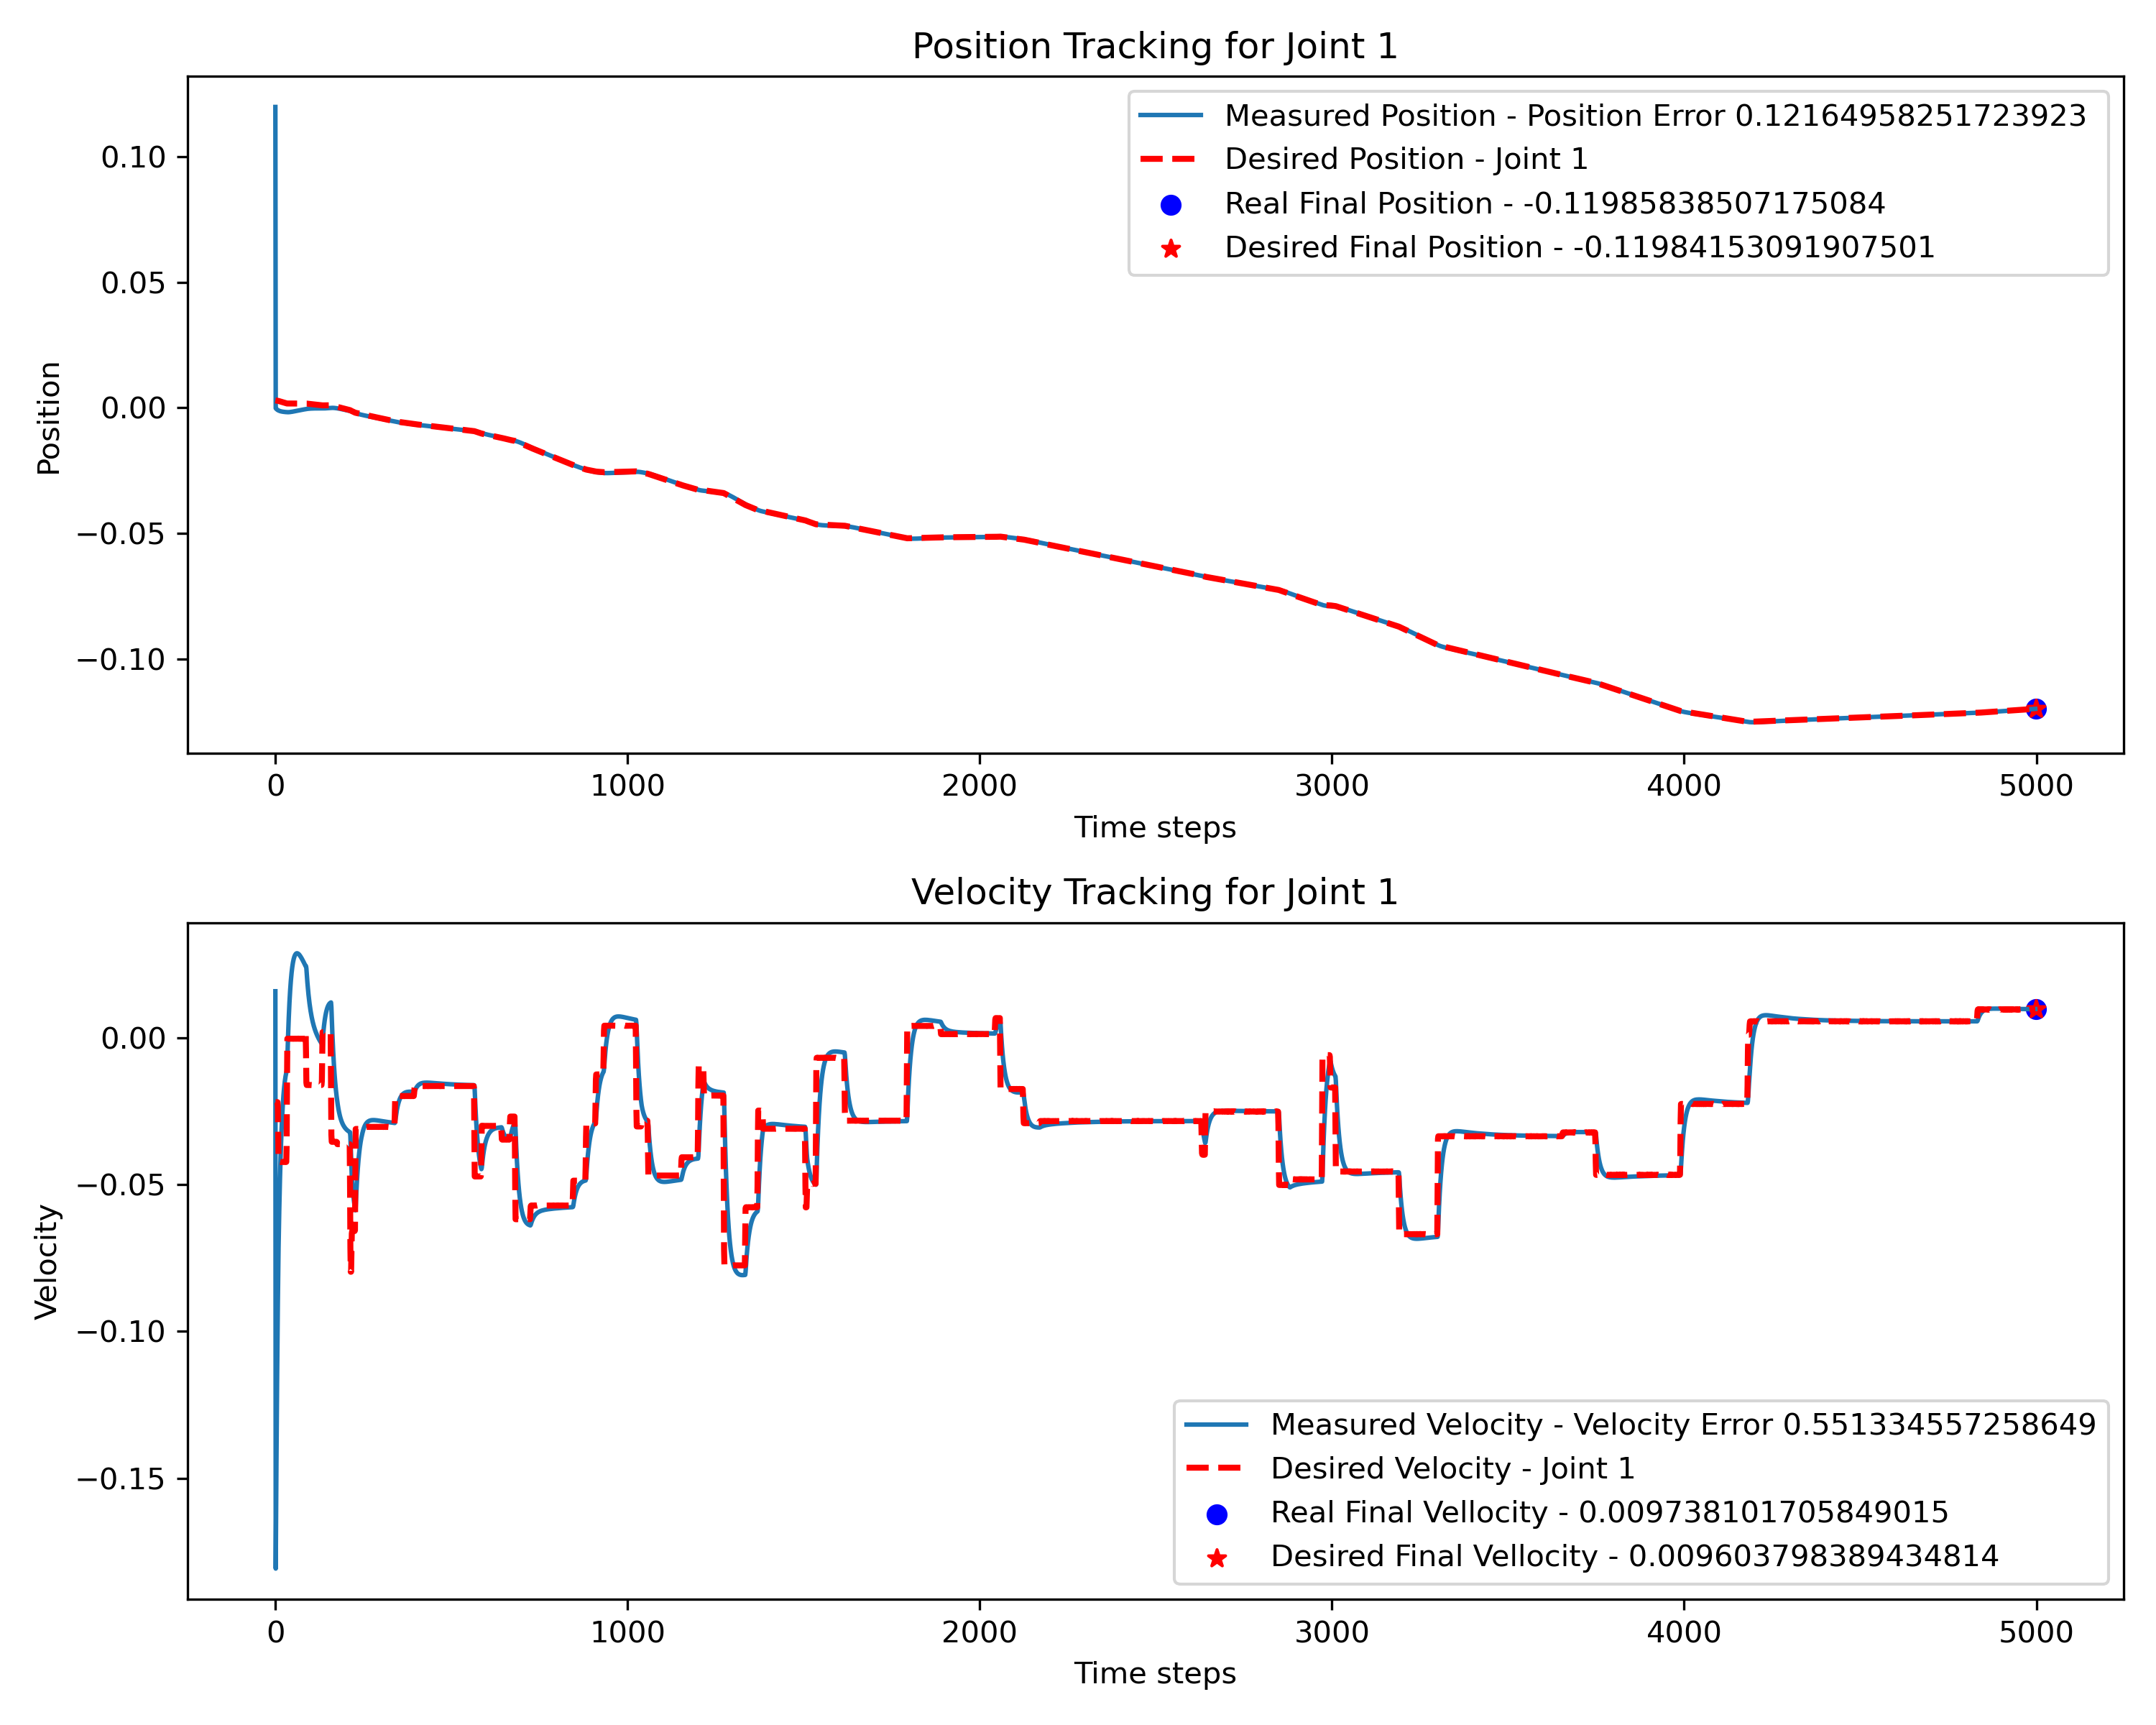 Position Tracking for Joint 1
Measured Position - Position Error 0.12164958251723923
Desired Position - Joint 1
Real Final Position - -0.11985838507175084
Desired Final Position - -0.11984153091907501
Position
0.10
0.05
0.00
−0.05
−0.10
0 1000 2000 3000 4000 5000
Time steps
Velocity Tracking for Joint 1
Velocity
0.00
−0.05
−0.10
−0.15
Measured Velocity - Velocity Error 0.551334557258649
Desired Velocity - Joint 1
Real Final Vellocity - 0.009738101705849015
Desired Final Vellocity - 0.009603798389434814
0 1000 2000 3000 4000 5000
Time steps